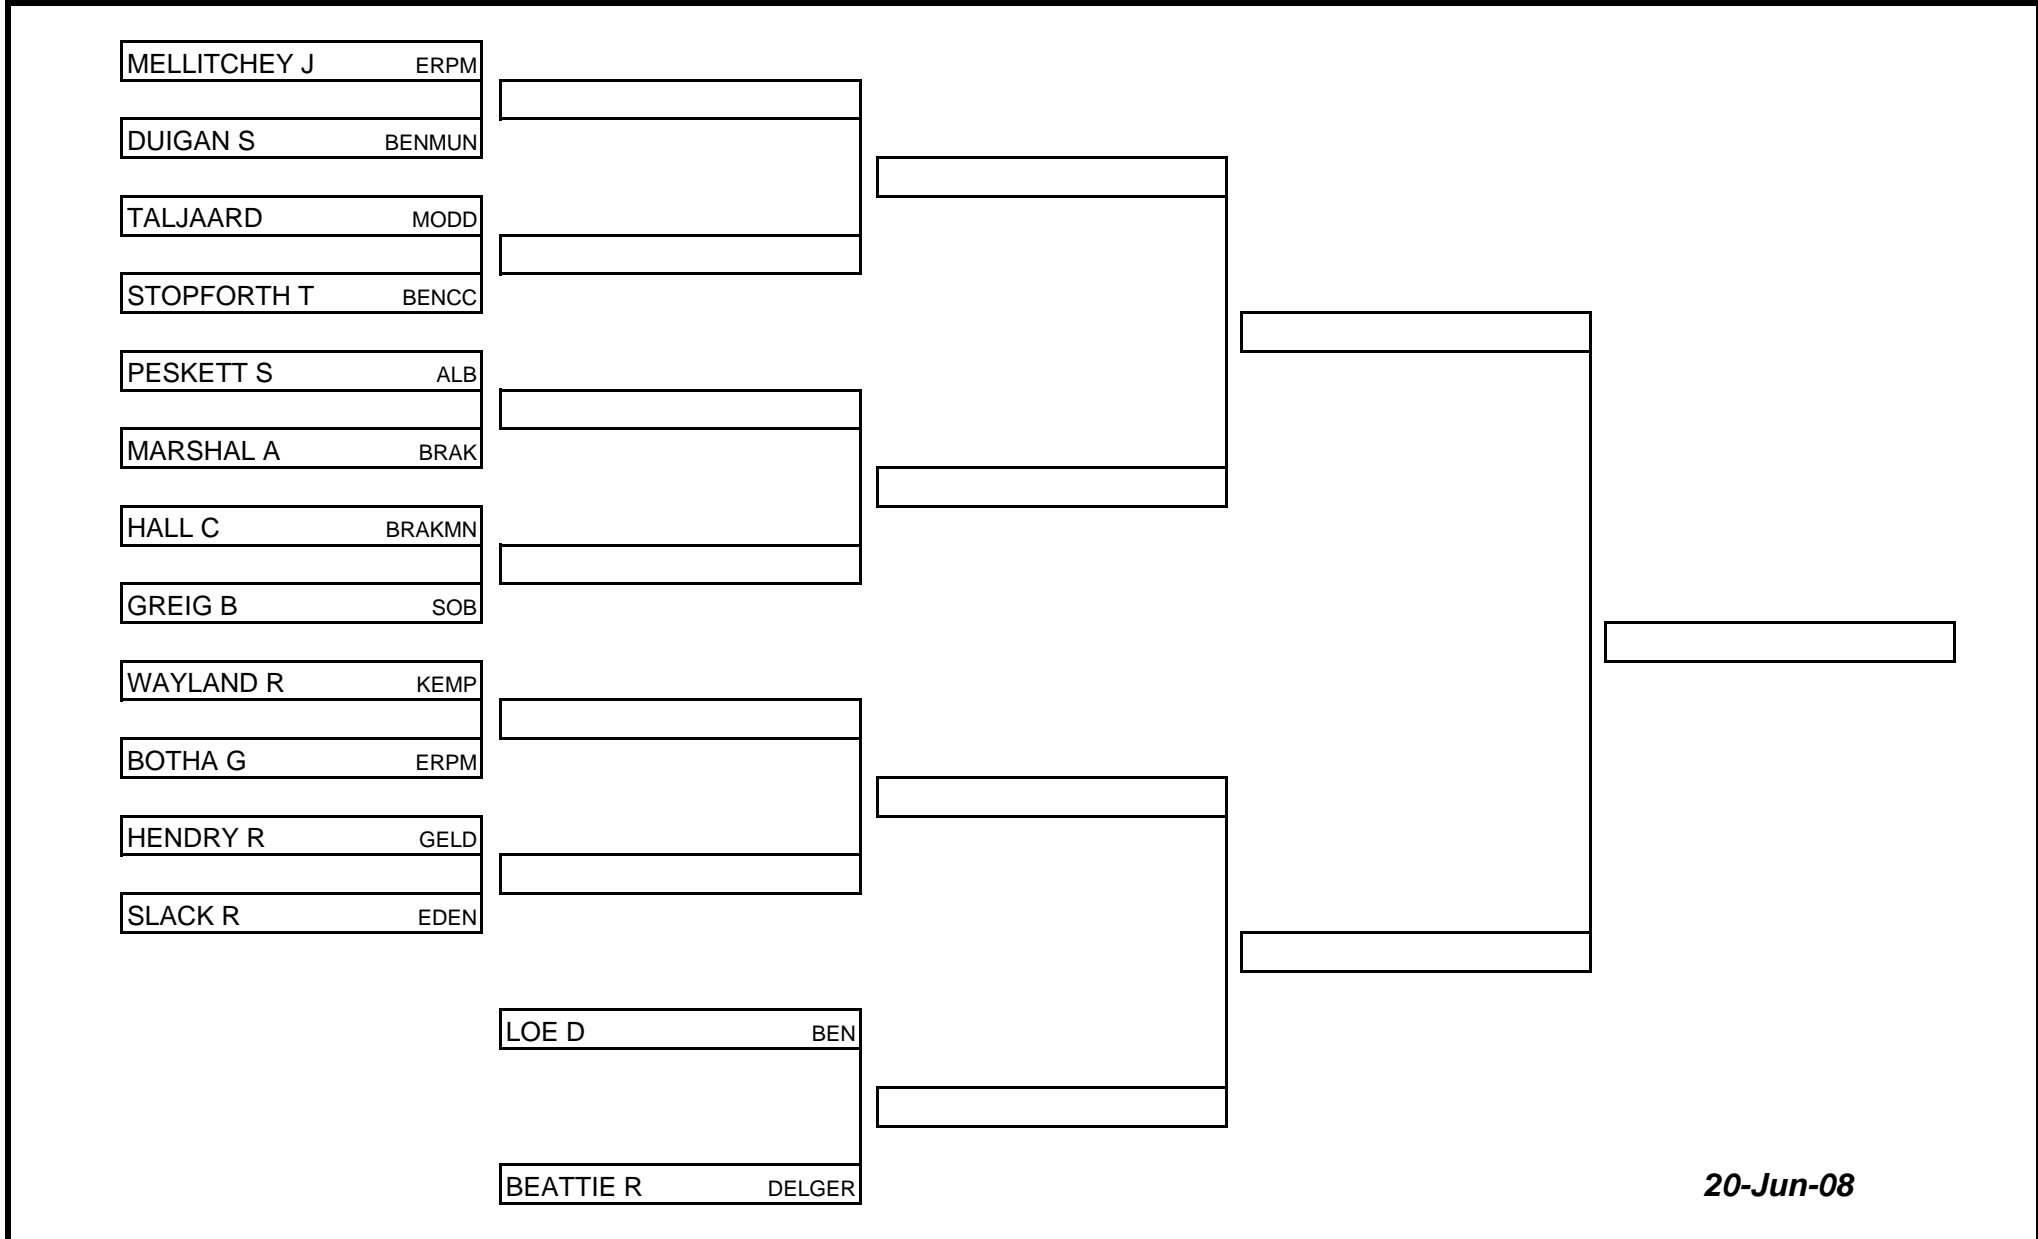 MELLITCHEY J ERPM
DUIGAN S BENMUN
TALJAARD MODD
STOPFORTH T BENCC
PESKETT S ALB
MARSHAL A BRAK
HALL C BRAKMN
GREIG B SOB
WAYLAND R KEMP
BOTHA G ERPM
HENDRY R GELD
SLACK R EDEN
LOE D BEN
BEATTIE R DELGER
20-Jun-08